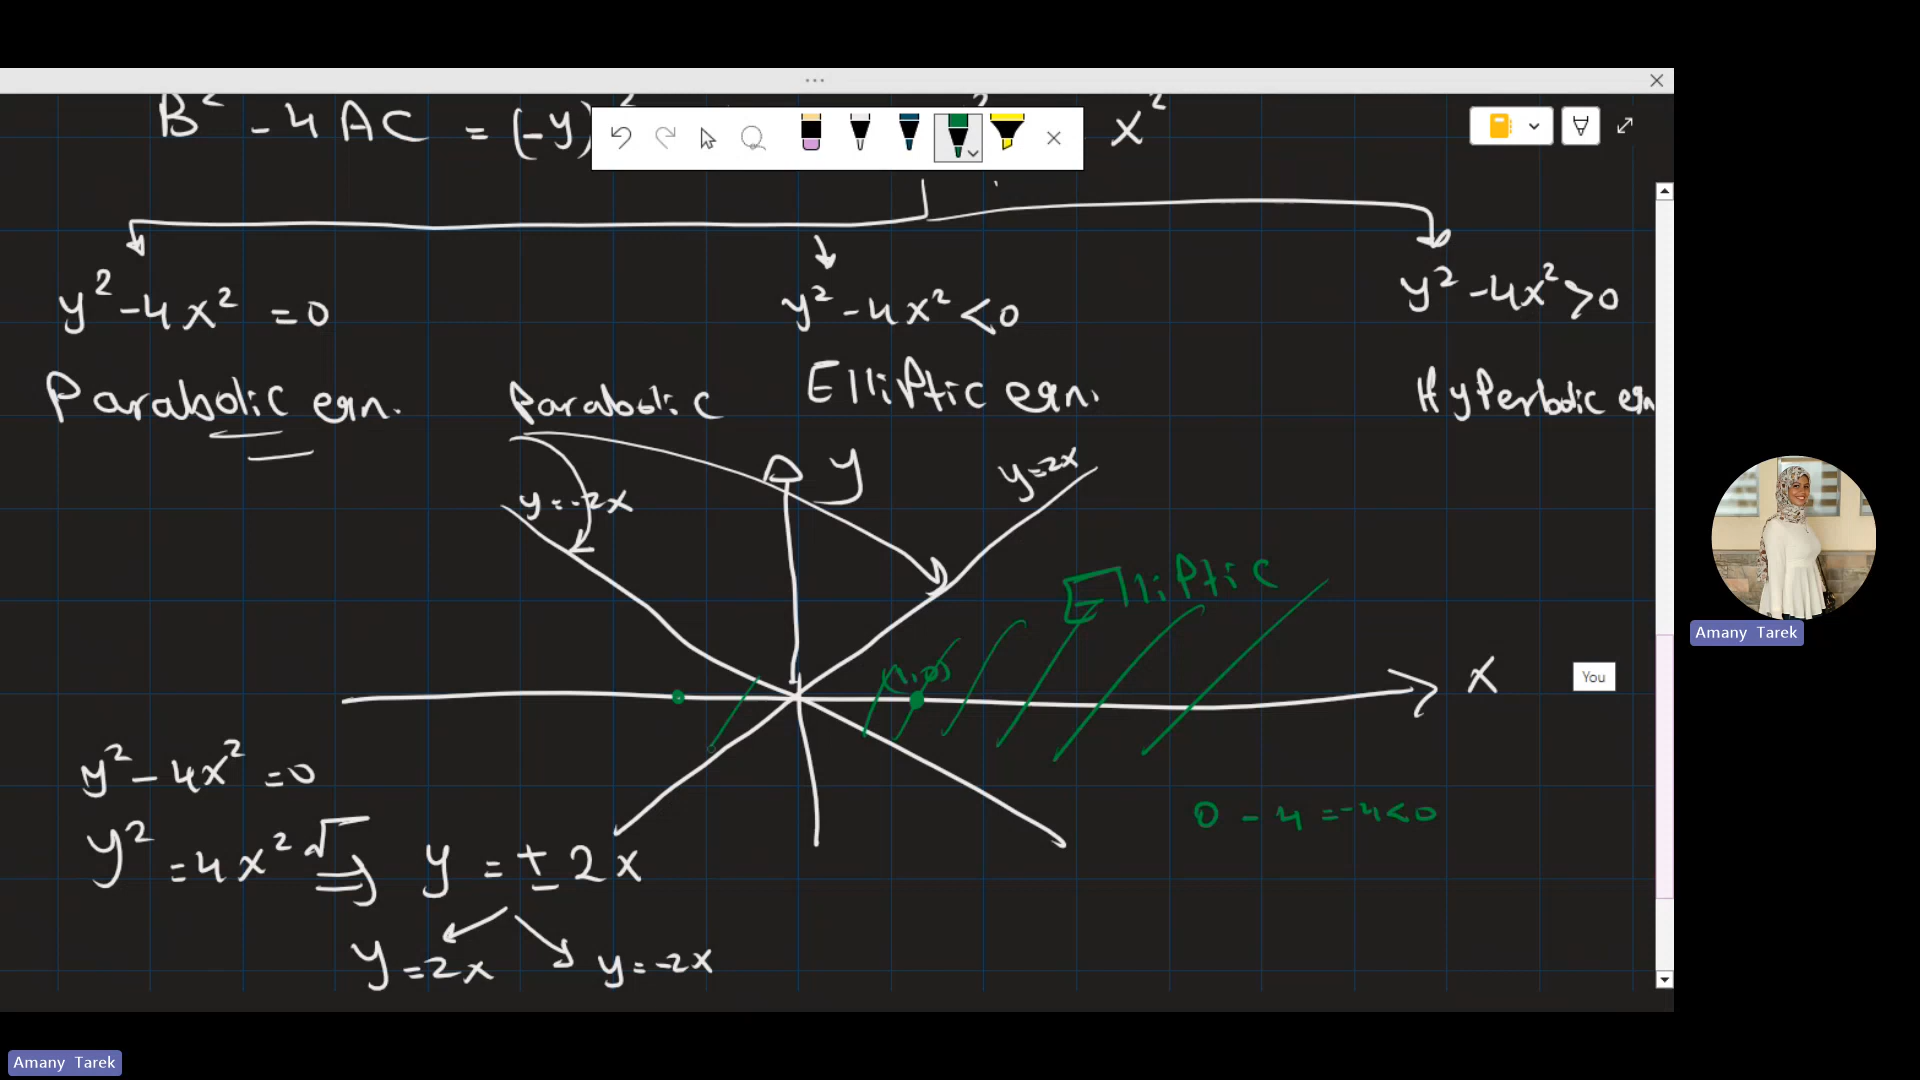 B² - 4AC = (-y)² x²
y² - 4x² = 0
y² - 4x² < 0
y² - 4x² > 0
Parabolic eqn.
Parabolic
Elliptic eqn.
Hyperbolic eqn
y
y = -2x
y = 2x
Elliptic
(1,0)
x
You
y² - 4x² = 0
0 - 4 = -4 < 0
y² = 4x² √ ⇒ y = ± 2x
y = 2x
y = -2x
Amany Tarek
Amany Tarek